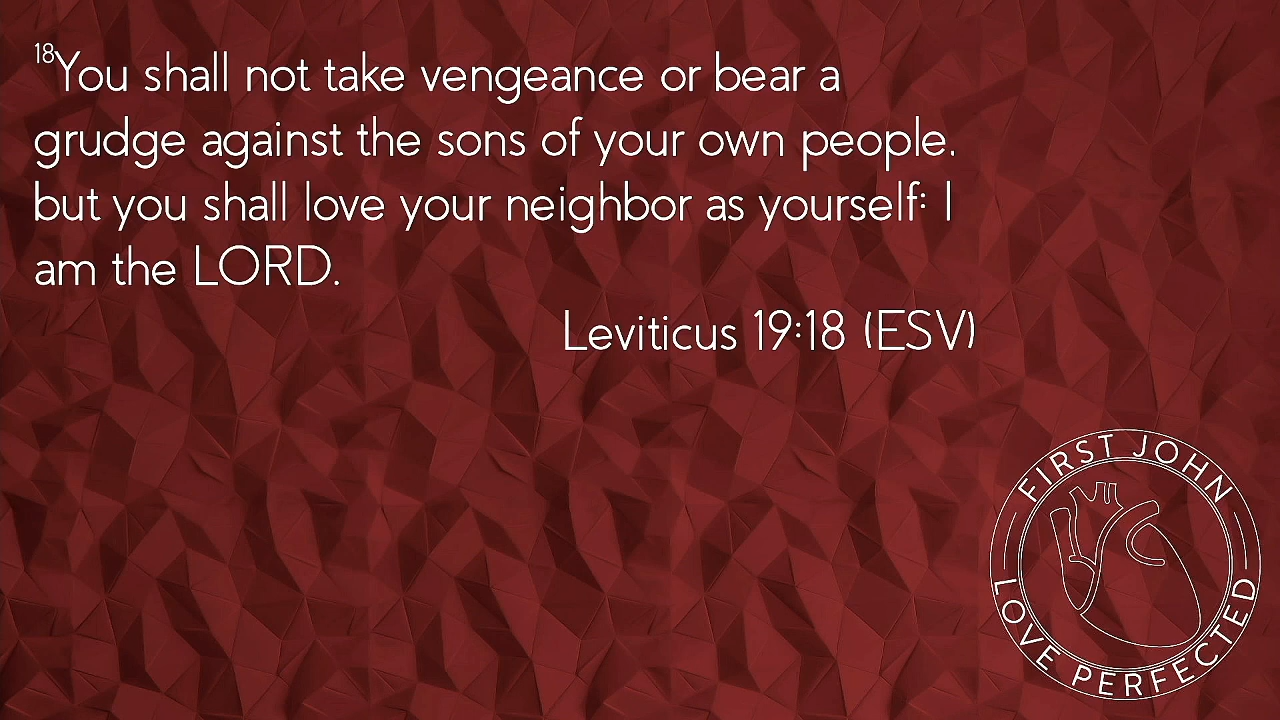 18You shall not take vengeance or bear a
grudge against the sons of your own people.
but you shall love your neighbor as yourself: I
am the LORD.
Leviticus 19:18 (ESV)
FIRST JOHN
LOVE PERFECTED